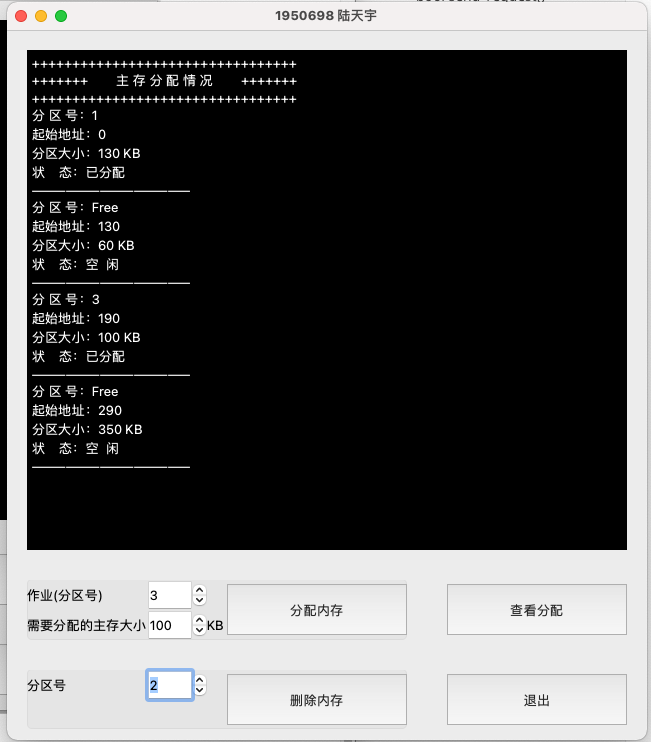 1950698 陆天宇
+++++++++++++++++++++++++++++++++
+++++++ 主 存 分 配 情 况 +++++++
+++++++++++++++++++++++++++++++++
分 区 号：1
起始地址：0
分区大小：130 KB
状 态：已分配
———————————————
分 区 号：Free
起始地址：130
分区大小：60 KB
状 态：空 闲
———————————————
分 区 号：3
起始地址：190
分区大小：100 KB
状 态：已分配
———————————————
分 区 号：Free
起始地址：290
分区大小：350 KB
状 态：空 闲
———————————————
作业(分区号) 3
需要分配的主存大小 100 KB
分配内存
查看分配
分区号 2
删除内存
退出